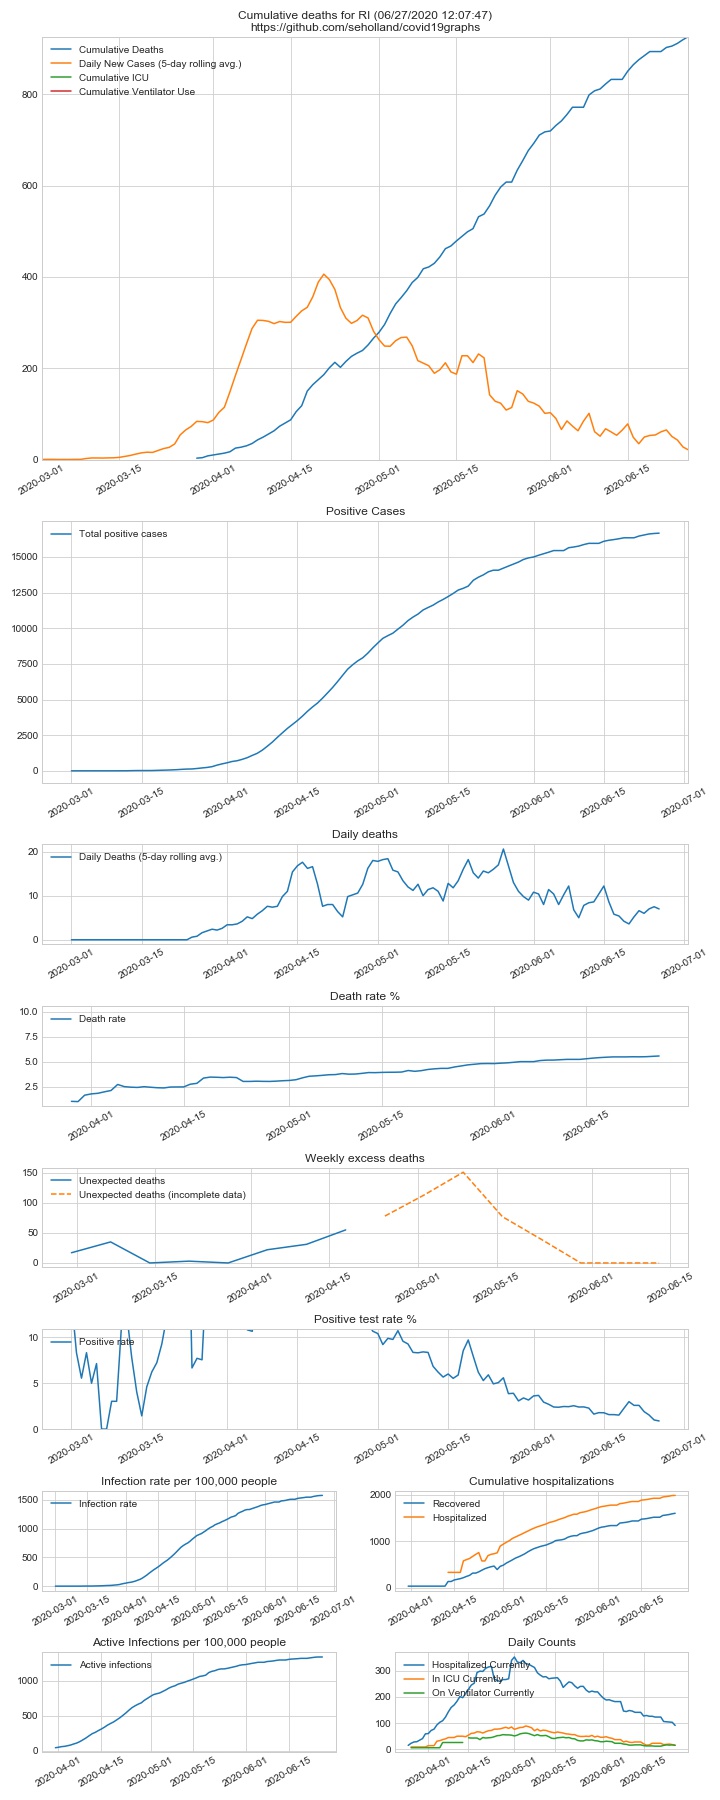 Cumulative deaths for RI (06/27/2020 12:07:47)
https://github.com/seholland/covid19graphs
Cumulative Deaths
Daily New Cases (5-day rolling avg.)
Cumulative ICU
Cumulative Ventilator Use
800
600
400
200
0
2020-03-01 2020-03-15 2020-04-01 2020-04-15 2020-05-01 2020-05-15 2020-06-01 2020-06-15
Positive Cases
Total positive cases
15000
12500
10000
7500
5000
2500
0
2020-03-01 2020-03-15 2020-04-01 2020-04-15 2020-05-01 2020-05-15 2020-06-01 2020-06-15 2020-07-01
Daily deaths
Daily Deaths (5-day rolling avg.)
20
10
0
2020-03-01 2020-03-15 2020-04-01 2020-04-15 2020-05-01 2020-05-15 2020-06-01 2020-06-15 2020-07-01
Death rate %
Death rate
10.0
7.5
5.0
2.5
2020-04-01 2020-04-15 2020-05-01 2020-05-15 2020-06-01 2020-06-15
Weekly excess deaths
Unexpected deaths
Unexpected deaths (incomplete data)
150
100
50
0
2020-03-01 2020-03-15 2020-04-01 2020-04-15 2020-05-01 2020-05-15 2020-06-01 2020-06-15
Positive test rate %
Positive rate
10
5
0
2020-03-01 2020-03-15 2020-04-01 2020-04-15 2020-05-01 2020-05-15 2020-06-01 2020-06-15 2020-07-01
Infection rate per 100,000 people
Infection rate
1500
1000
500
0
2020-03-01 2020-03-15 2020-04-01 2020-04-15 2020-05-01 2020-05-15 2020-06-01 2020-06-15 2020-07-01
Cumulative hospitalizations
Recovered
Hospitalized
2000
1000
0
2020-04-01 2020-04-15 2020-05-01 2020-05-15 2020-06-01 2020-06-15
Active Infections per 100,000 people
Active infections
1000
500
0
2020-04-01 2020-04-15 2020-05-01 2020-05-15 2020-06-01 2020-06-15
Daily Counts
Hospitalized Currently
In ICU Currently
On Ventilator Currently
300
200
100
0
2020-04-01 2020-04-15 2020-05-01 2020-05-15 2020-06-01 2020-06-15